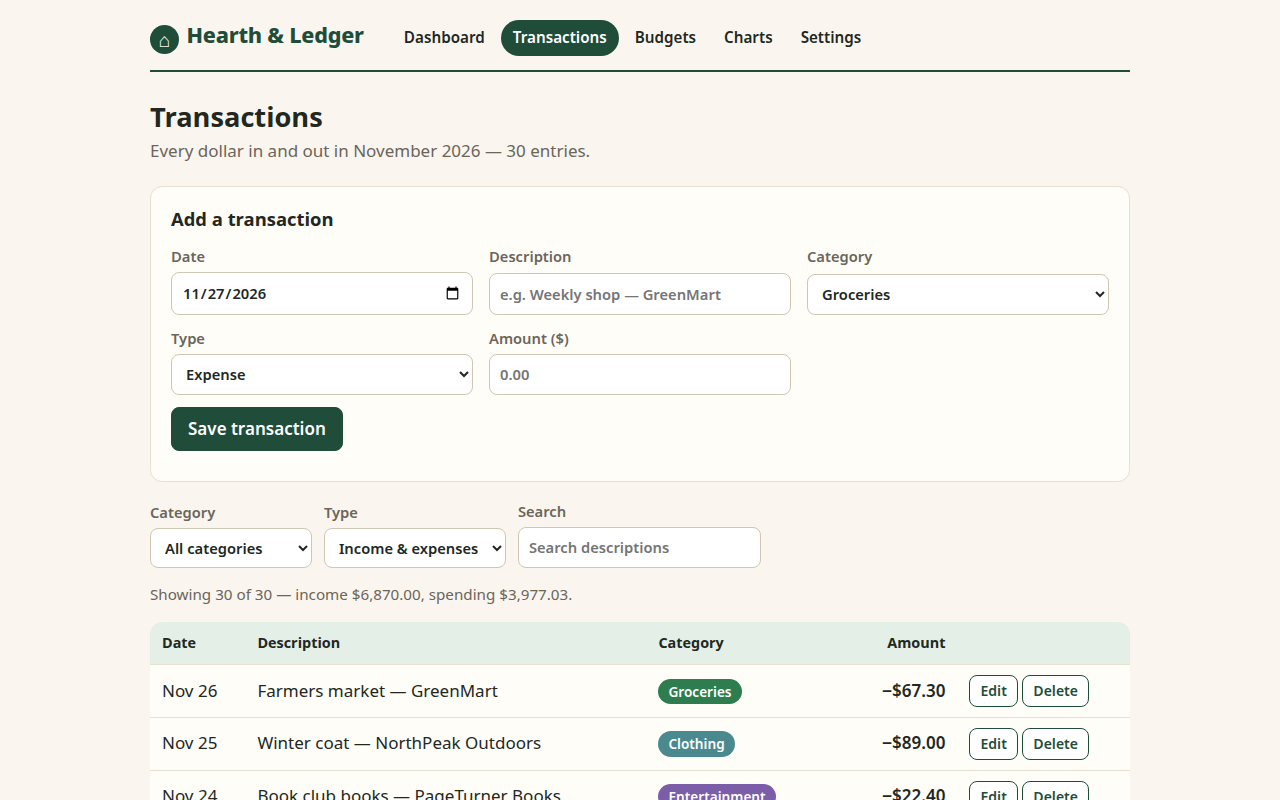 Hearth & Ledger Dashboard Transactions Budgets Charts Settings
Transactions
Every dollar in and out in November 2026 — 30 entries.
Add a transaction
Date Description Category
11/27/2026 e.g. Weekly shop — GreenMart Groceries
Type Amount ($)
Expense 0.00
Save transaction
Category Type Search
All categories Income & expenses Search descriptions
Showing 30 of 30 — income $6,870.00, spending $3,977.03.
Date Description Category Amount
Nov 26 Farmers market — GreenMart Groceries −$67.30 Edit Delete
Nov 25 Winter coat — NorthPeak Outdoors Clothing −$89.00 Edit Delete
Nov 24 Book club books — PageTurner Books Entertainment −$22.40 Edit Delete